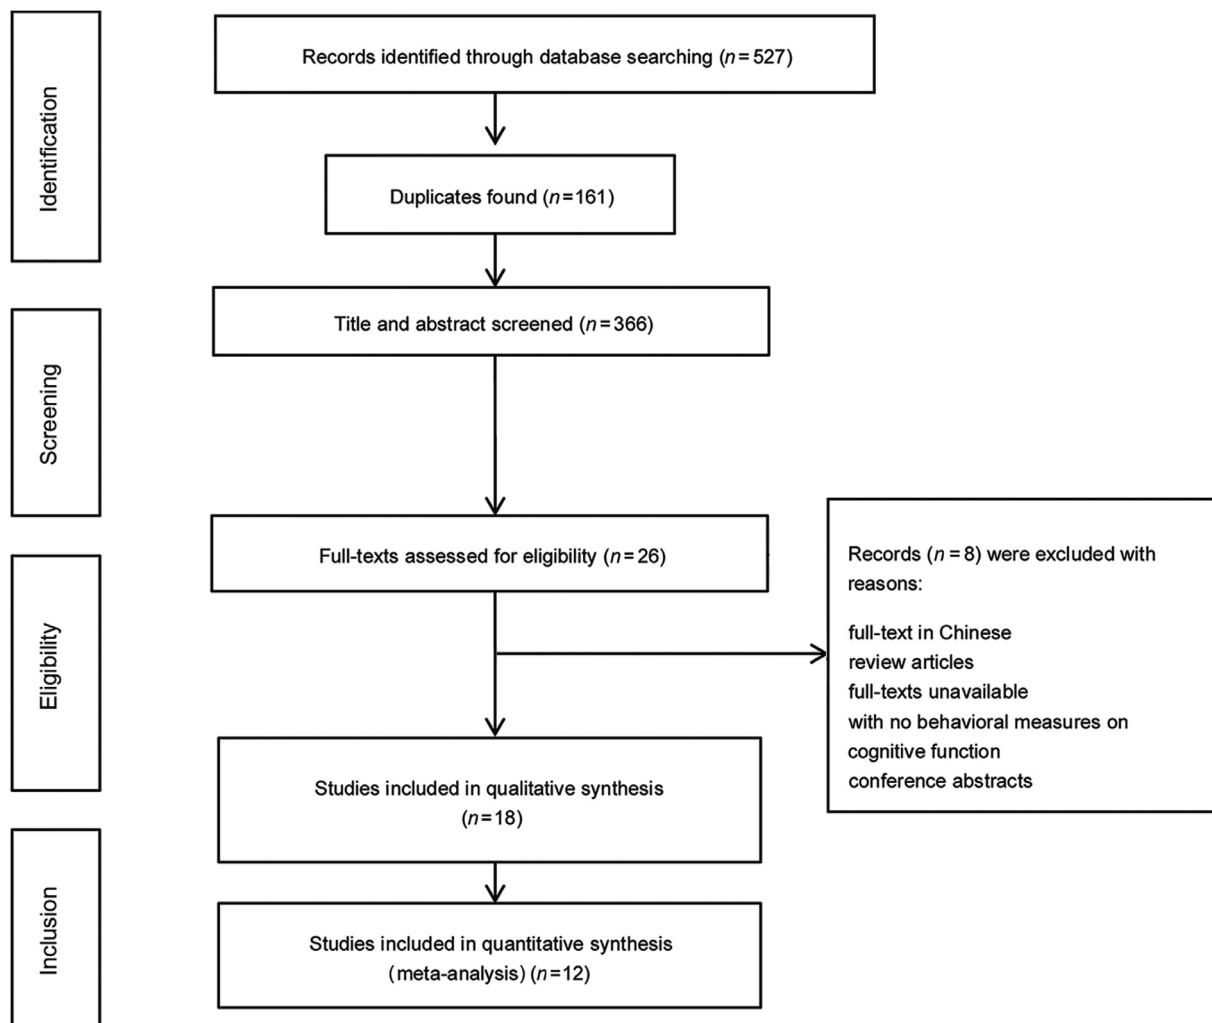 Identification
Records identified through database searching (n=527)
Duplicates found (n=161)
Screening
Title and abstract screened (n=366)
Eligibility
Full-texts assessed for eligibility (n=26)
Records (n=8) were excluded with
reasons:
full-text in Chinese
review articles
full-texts unavailable
with no behavioral measures on
cognitive function
conference abstracts
Studies included in qualitative synthesis
(n=18)
Inclusion
Studies included in quantitative synthesis
(meta-analysis) (n=12)